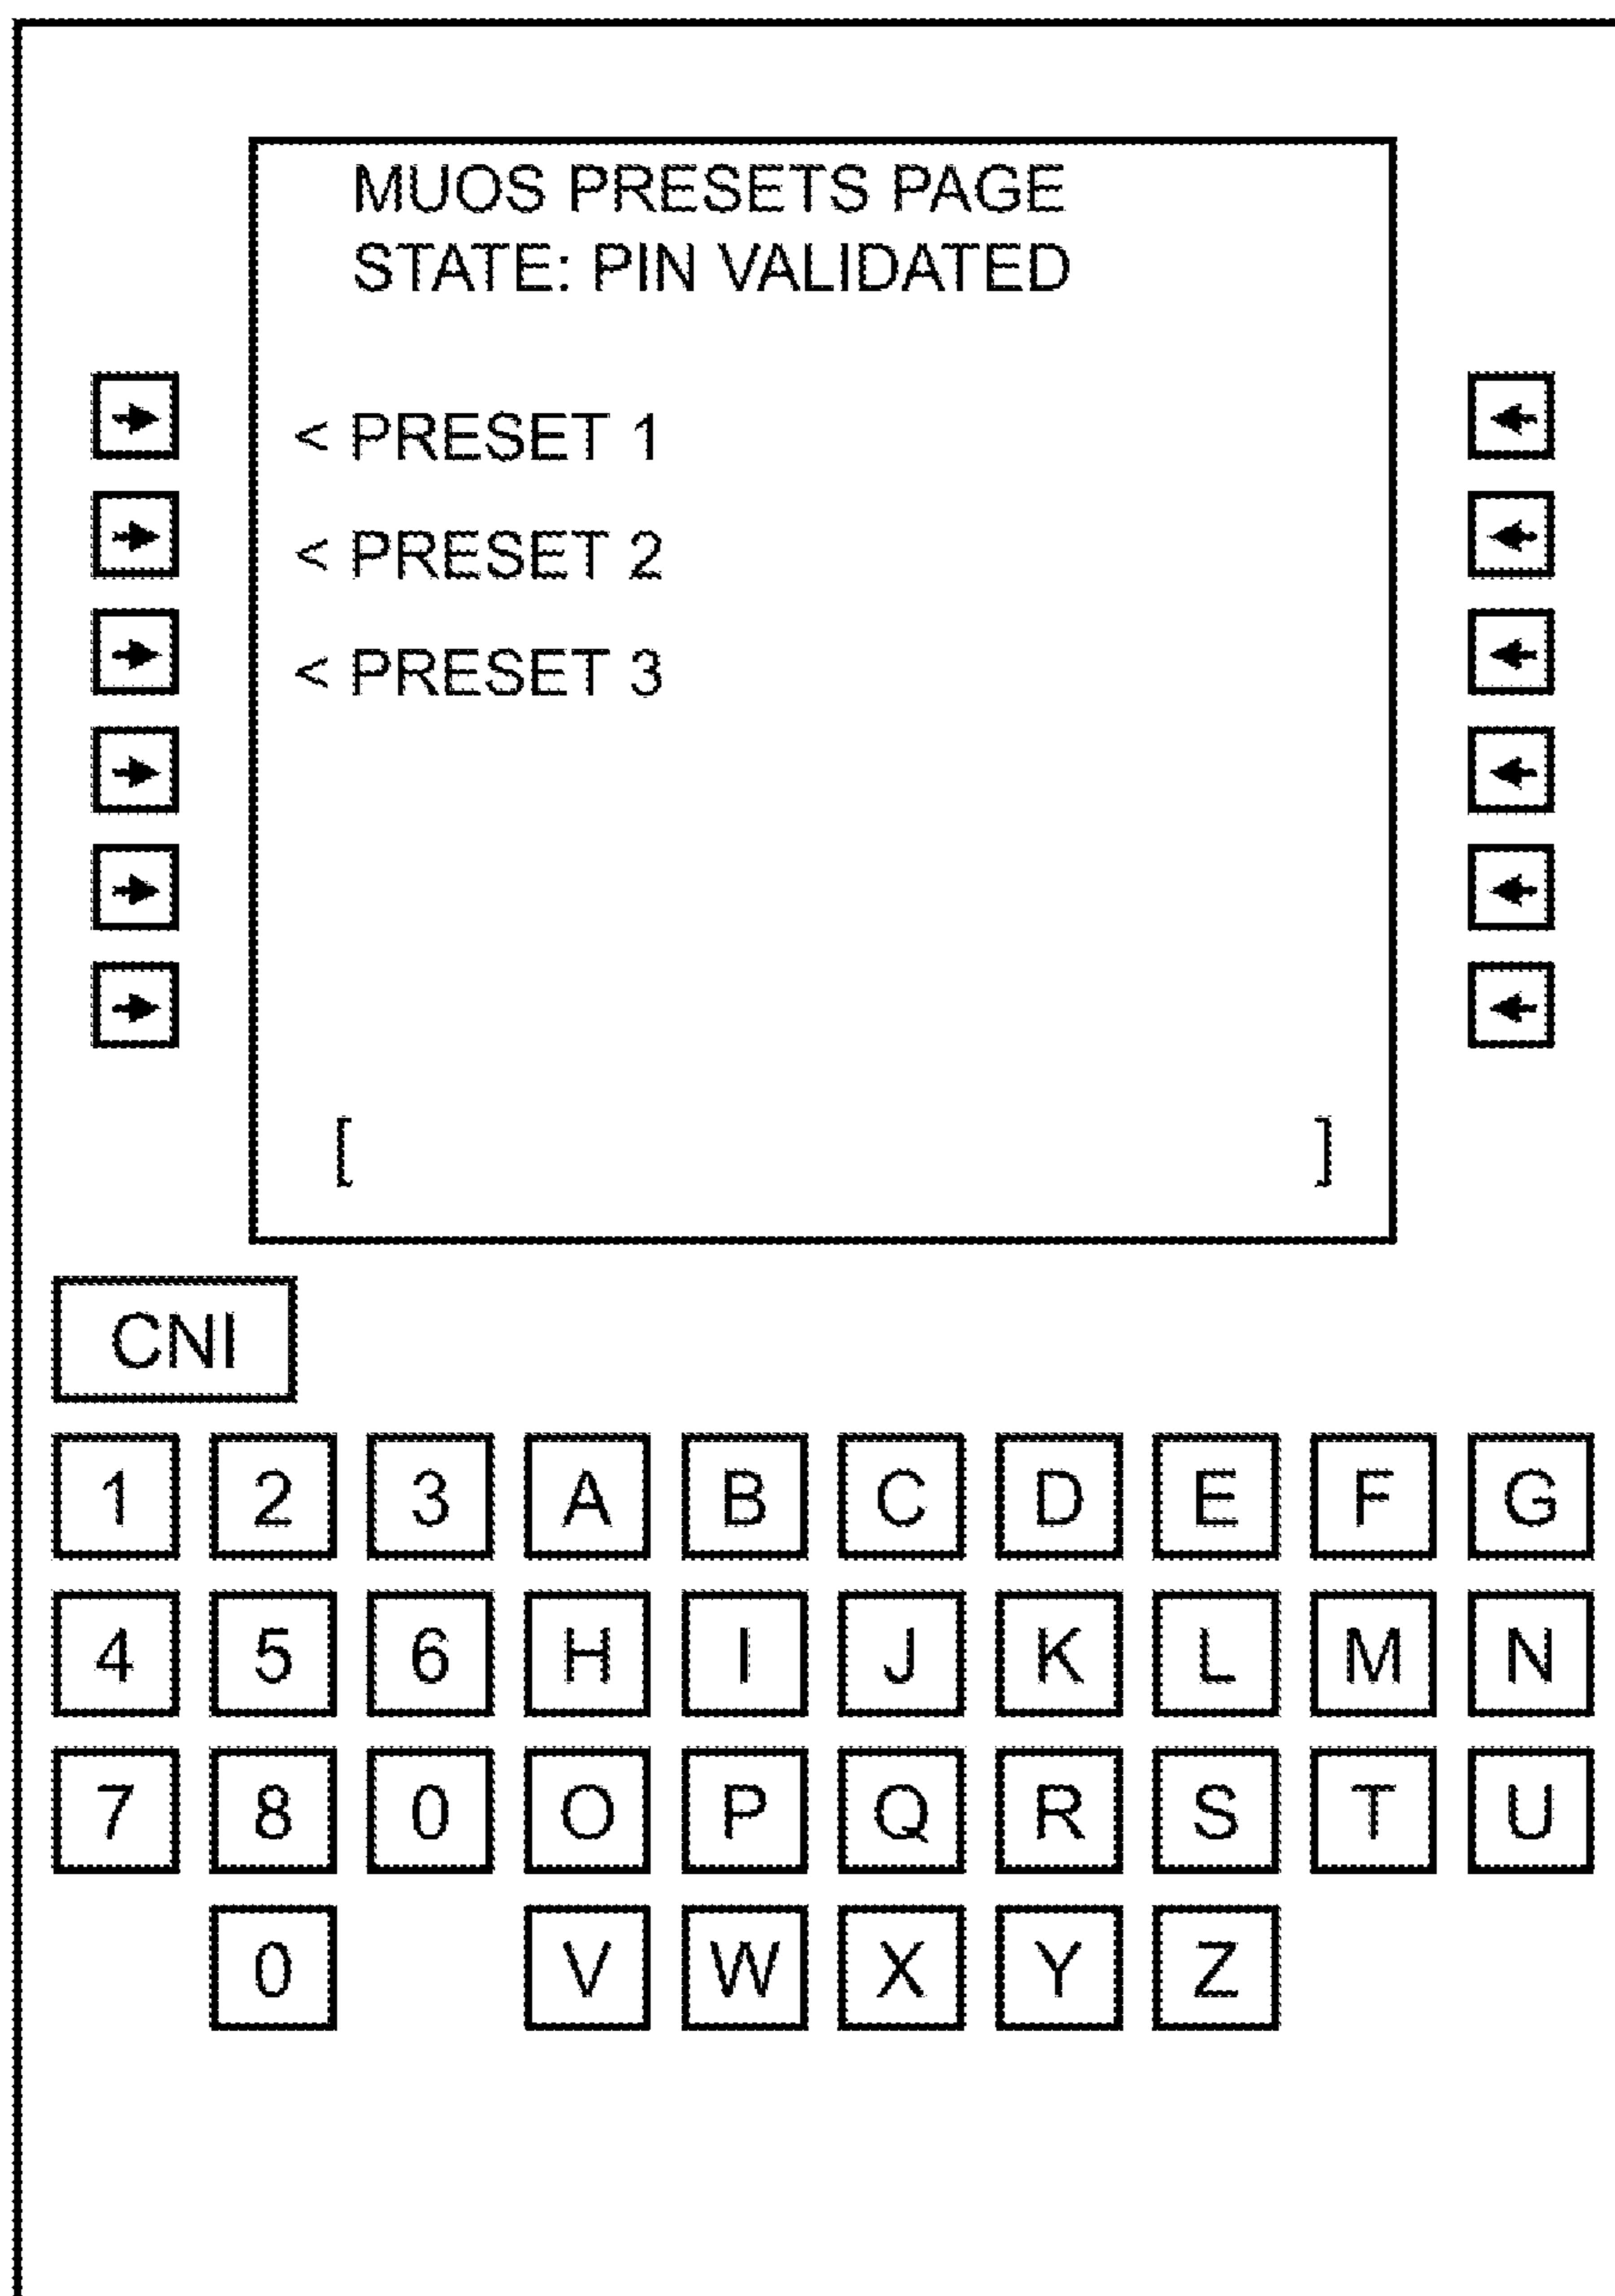 MUOS PRESETS PAGE
STATE: PIN VALIDATED
< PRESET 1
< PRESET 2
< PRESET 3
[ ]
CNI
1 2 3 A B C D E F G
4 5 6 H I J K L M N
7 8 0 O P Q R S T U
0 V W X Y Z